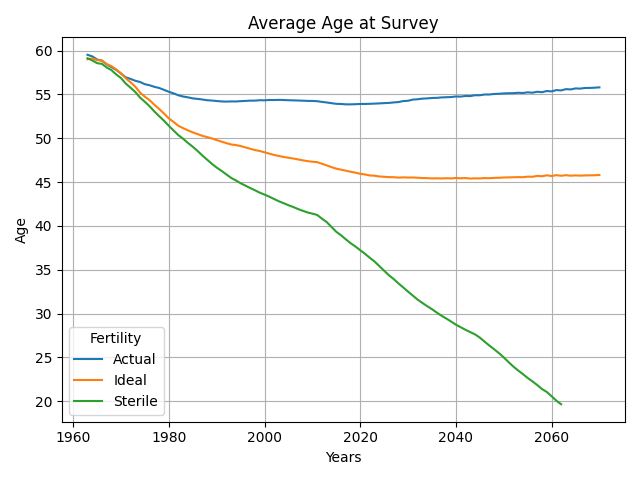 Average Age at Survey
Age
60
55
50
45
40
35
30
25
20
Fertility
Actual
Ideal
Sterile
1960 1980 2000 2020 2040 2060
Years